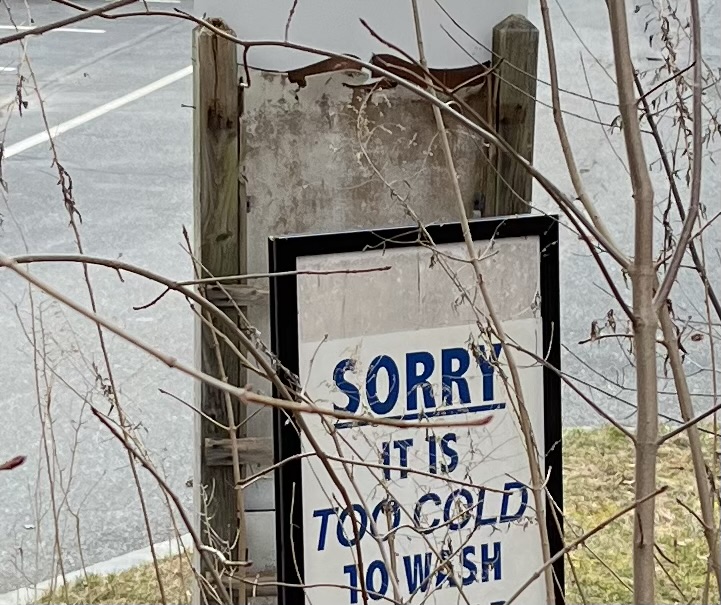 SORRY
IT IS
TOO COLD
TO WASH